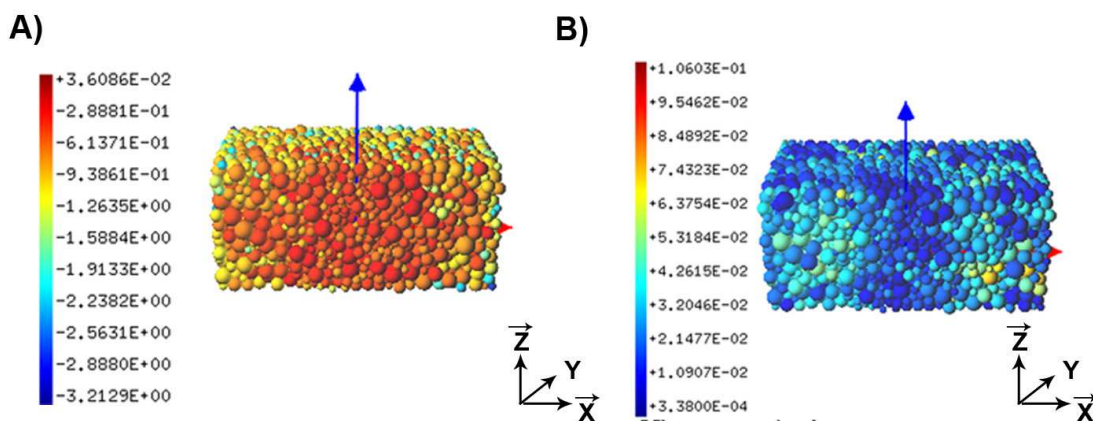 A)
+3.6086E-02
-2.8881E-01
-6.1371E-01
-9.3861E-01
-1.2635E+00
-1.5884E+00
-1.9133E+00
-2.2382E+00
-2.5631E+00
-2.8880E+00
-3.2129E+00
Z
Y
X
B)
+1.0603E-01
+9.5462E-02
+8.4892E-02
+7.4323E-02
+6.3754E-02
+5.3184E-02
+4.2615E-02
+3.2046E-02
+2.1477E-02
+1.0907E-02
+3.3800E-04
Z
Y
X